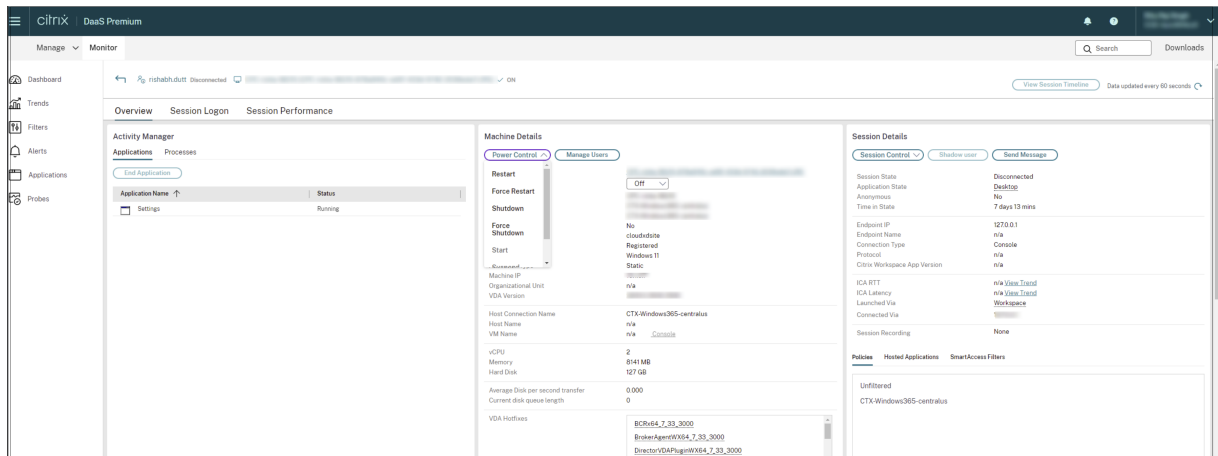 citrix DaaS Premium
Manage Monitor Search Downloads
Dashboard
Trends
Filters
Alerts
Applications
Probes
rishabh.dutt Disconnected ON
View Session Timeline Data updated every 60 seconds
Overview Session Logon Session Performance
Activity Manager
Applications Processes
End Application
Application Name Status
Settings Running
Machine Details
Power Control Manage Users
Restart
Force Restart
Shutdown
Force
Shutdown
Start
Off
No
cloudxdsite
Registered
Windows 11
Static
Machine IP
Organizational Unit n/a
VDA Version
Host Connection Name CTX-Windows365-centralus
Host Name n/a
VM Name n/a Console
vCPU 2
Memory 8141 MB
Hard Disk 127 GB
Average Disk per second transfer 0.000
Current disk queue length 0
VDA Hotfixes
BCRx64_7_33_3000
BrokerAgentWX64_7_33_3000
DirectorVDAPluginWX64_7_33_3000
Session Details
Session Control Shadow user Send Message
Session State Disconnected
Application State Desktop
Anonymous No
Time in State 7 days 13 mins
Endpoint IP 127.0.0.1
Endpoint Name n/a
Connection Type Console
Protocol n/a
Citrix Workspace App Version n/a
ICA RTT n/a View Trend
ICA Latency n/a View Trend
Launched Via Workspace
Connected Via
Session Recording None
Policies Hosted Applications SmartAccess Filters
Unfiltered
CTX-Windows365-centralus